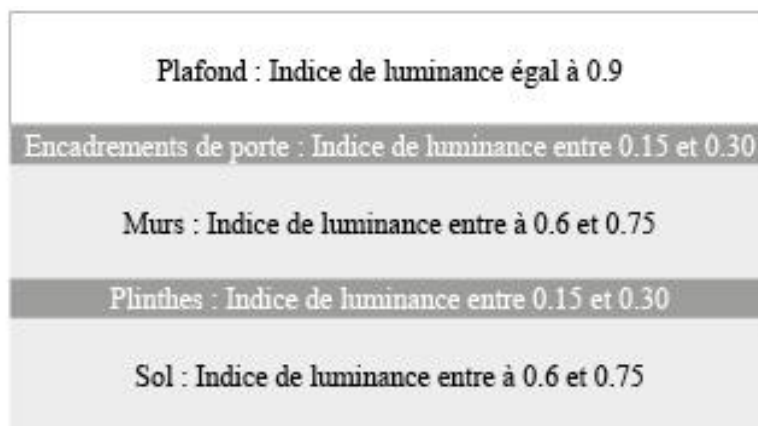 Plafond : Indice de luminance égal à 0.9
Encadrements de porte : Indice de luminance entre 0.15 et 0.30
Murs : Indice de luminance entre à 0.6 et 0.75
Plinthes : Indice de luminance entre 0.15 et 0.30
Sol : Indice de luminance entre à 0.6 et 0.75